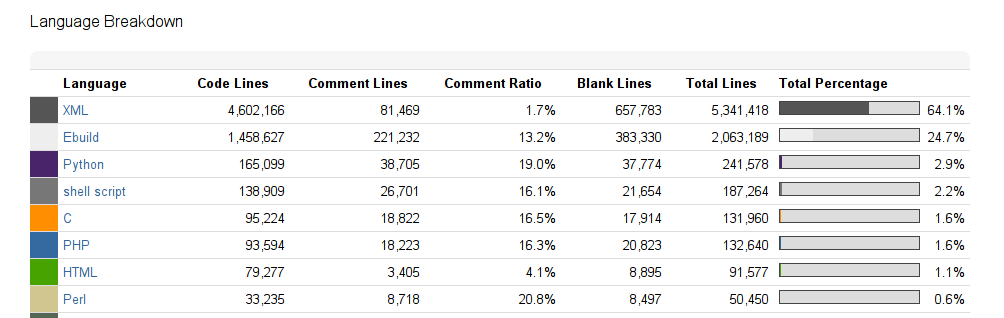 Language Breakdown
Language Code Lines Comment Lines Comment Ratio Blank Lines Total Lines Total Percentage
XML 4,602,166 81,469 1.7% 657,783 5,341,418 64.1%
Ebuild 1,458,627 221,232 13.2% 383,330 2,063,189 24.7%
Python 165,099 38,705 19.0% 37,774 241,578 2.9%
shell script 138,909 26,701 16.1% 21,654 187,264 2.2%
C 95,224 18,822 16.5% 17,914 131,960 1.6%
PHP 93,594 18,223 16.3% 20,823 132,640 1.6%
HTML 79,277 3,405 4.1% 8,895 91,577 1.1%
Perl 33,235 8,718 20.8% 8,497 50,450 0.6%